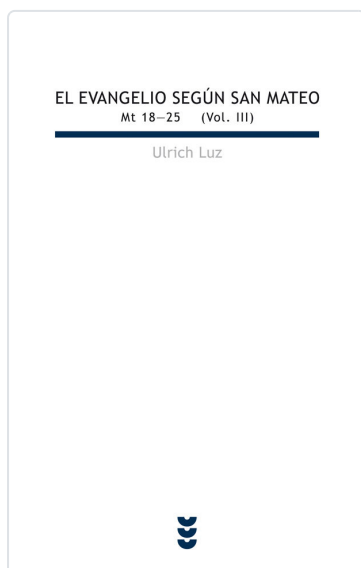 EL EVANGELIO SEGÚN SAN MATEO
Mt 18–25 (Vol. III)
Ulrich Luz